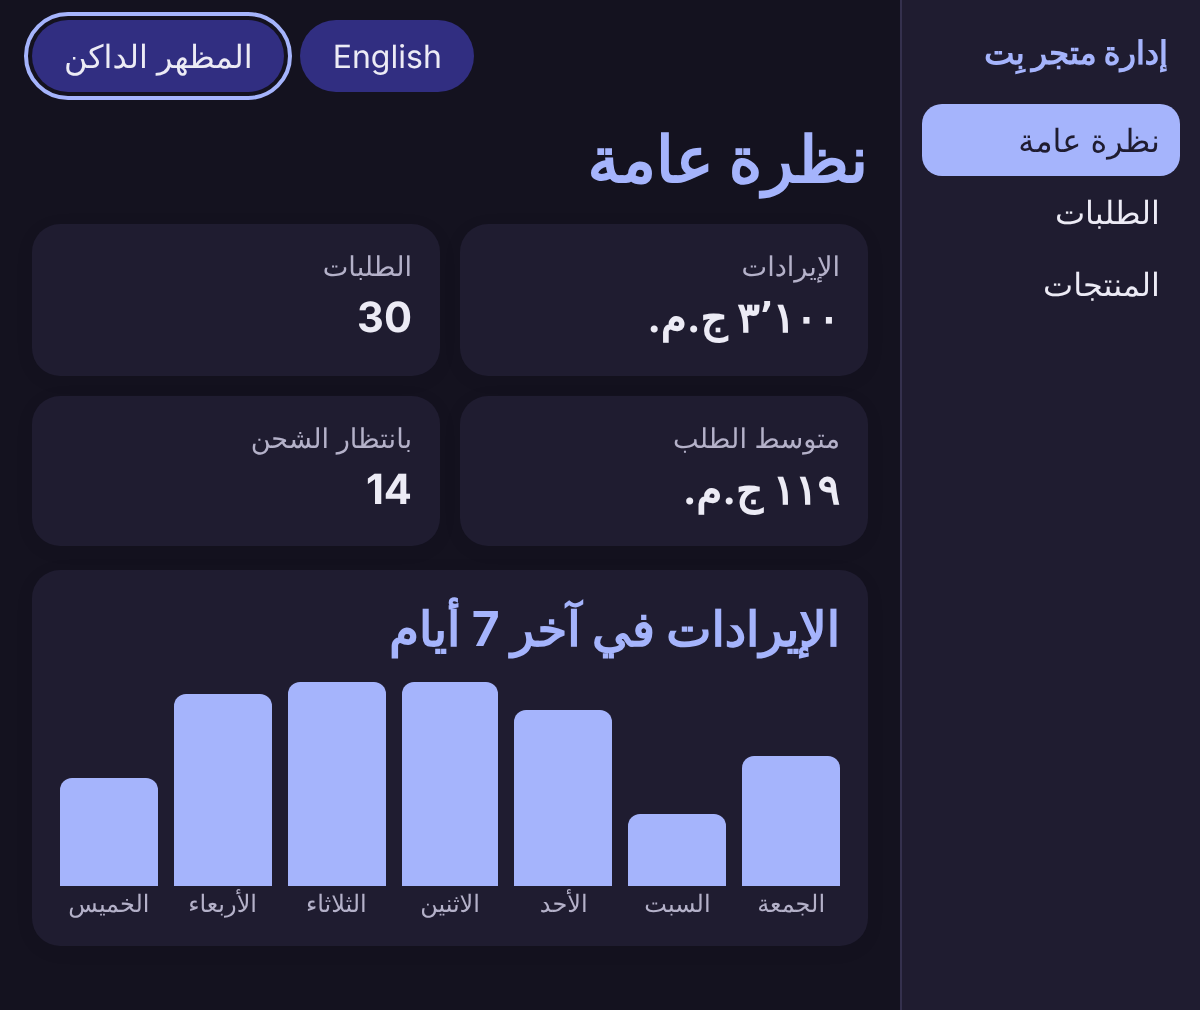 إدارة متجر بِت
نظرة عامة
الطلبات
المنتجات
English
المظهر الداكن
نظرة عامة
الإيرادات
٣٬١٠٠ ج.م.
الطلبات
30
متوسط الطلب
١١٩ ج.م.
بانتظار الشحن
14
الإيرادات في آخر 7 أيام
الجمعة
السبت
الأحد
الاثنين
الثلاثاء
الأربعاء
الخميس